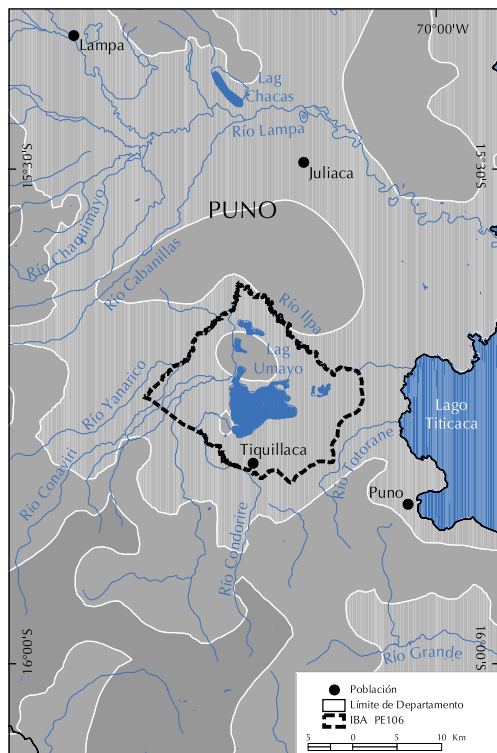 70°00'W
Lampa
Lag
Chacas
Río Lampa
15°30'S
15°30'S
Juliaca
PUNO
Río Chaquimayo
Río Cabanillas
Río Ilpa
Lag
Umayo
Río Yanarico
Lago
Titicaca
Río Conaviri
Tiquillaca
Río Totorane
Puno
Río Condorire
16°00'S
16°00'S
Río Grande
Población
Límite de Departamento
IBA PE106
5 0 5 10 Km